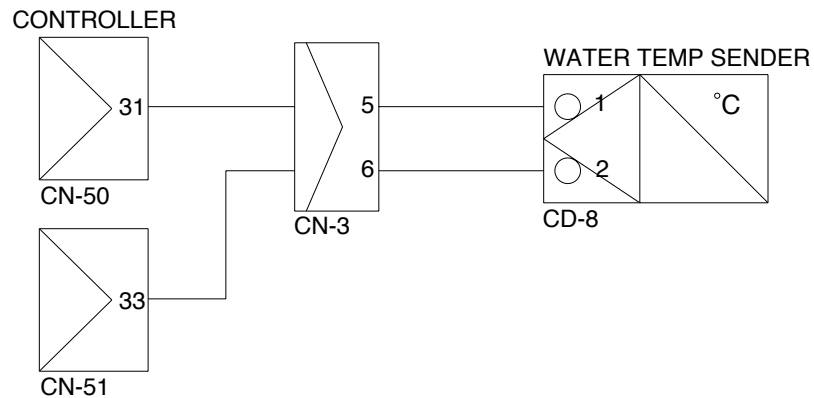 CONTROLLER
31
CN-50
33
CN-51
5
6
CN-3
WATER TEMP SENDER
1
°C
2
CD-8